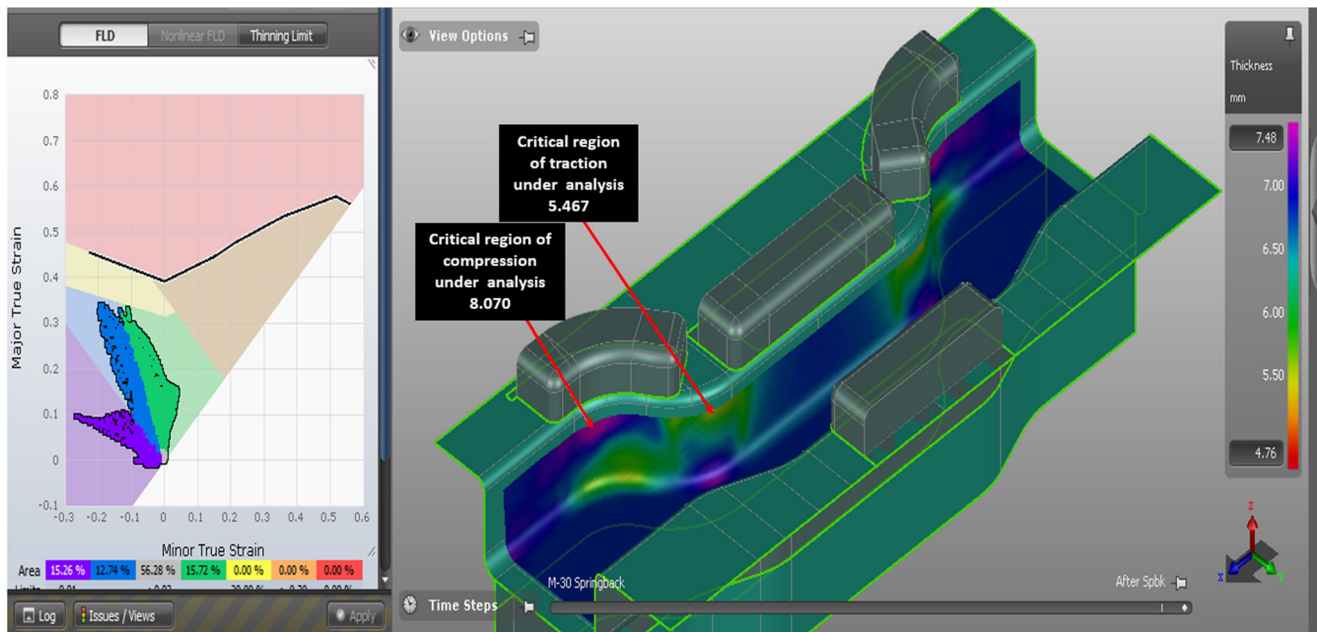 FLD Nonlinear FLD Thinning Limit
0.8
0.7
0.6
0.5
0.4
0.3
0.2
0.1
0
-0.1
-0.3 -0.2 -0.1 0 0.1 0.2 0.3 0.4 0.5 0.6
Major True Strain
Minor True Strain
Area 15.26 % 12.74 % 56.28 % 15.72 % 0.00 % 0.00 % 0.00 %
Log Issues / Views Apply
View Options
Critical region
of traction
under analysis
5.467
Critical region of
compression
under analysis
8.070
Thickness
mm
7.48
7.00
6.50
6.00
5.50
4.76
Z
X
Y
M-30 Springback
After Spbk
Time Steps